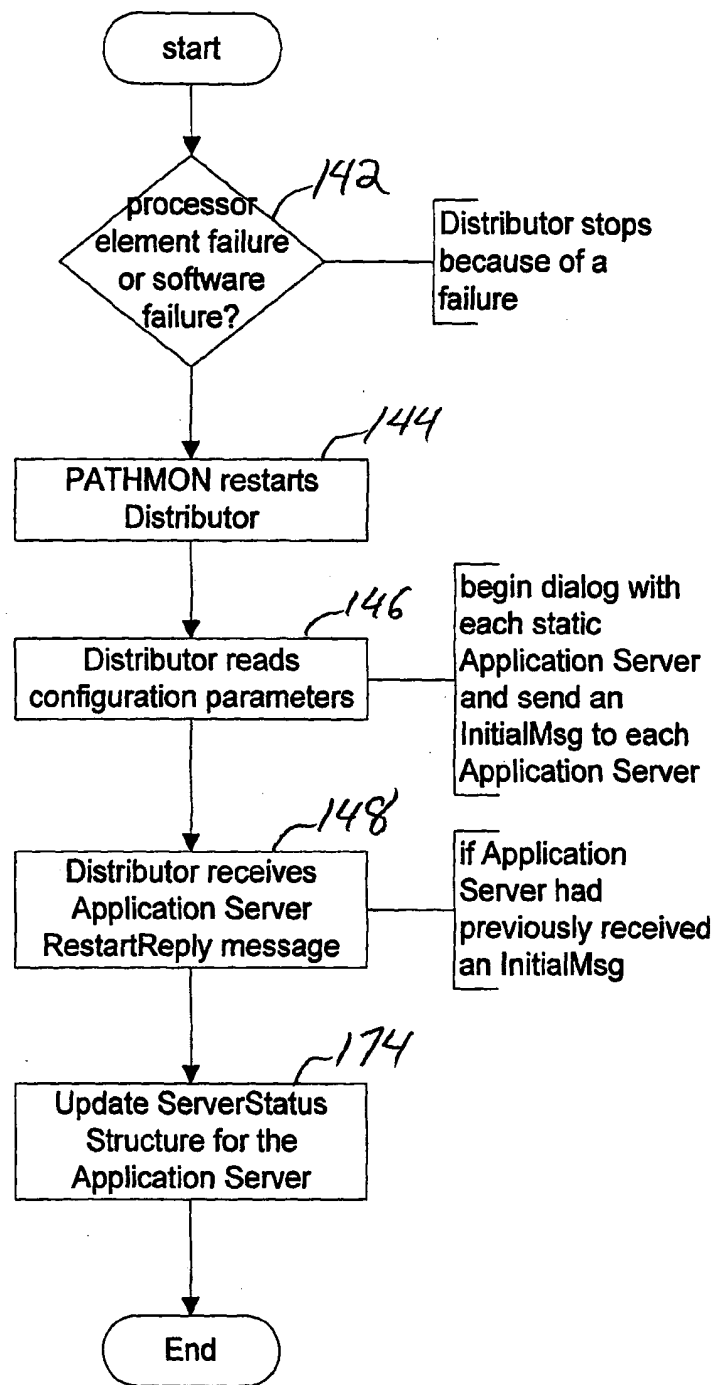 start
142
processor
element failure
or software
failure?
Distributor stops
because of a
failure
144
PATHMON restarts
Distributor
146
Distributor reads
configuration parameters
begin dialog with
each static
Application Server
and send an
InitialMsg to each
Application Server
148
Distributor receives
Application Server
RestartReply message
if Application
Server had
previously received
an InitialMsg
174
Update ServerStatus
Structure for the
Application Server
End